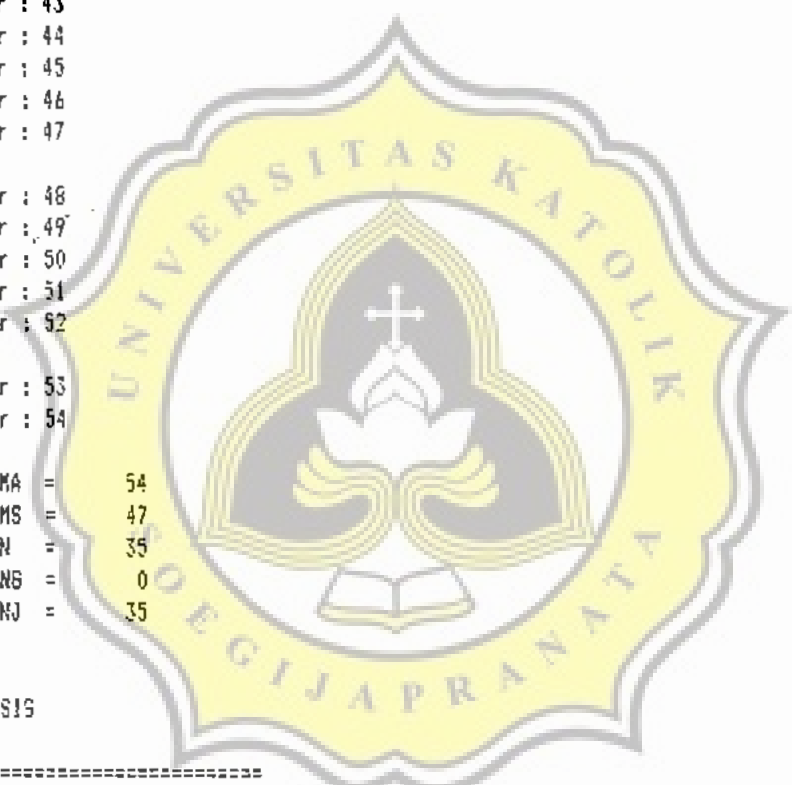 r : 43
r : 44
r : 45
r : 46
r : 47
r : 48
r : 49
r : 50
r : 51
r : 52
r : 53
r : 54
MA = 54
MS = 47
N = 35
NG = 0
NJ = 35
SIS
=========================
UNIVERSITAS KATOLIK
SOEGIJAPRANATA